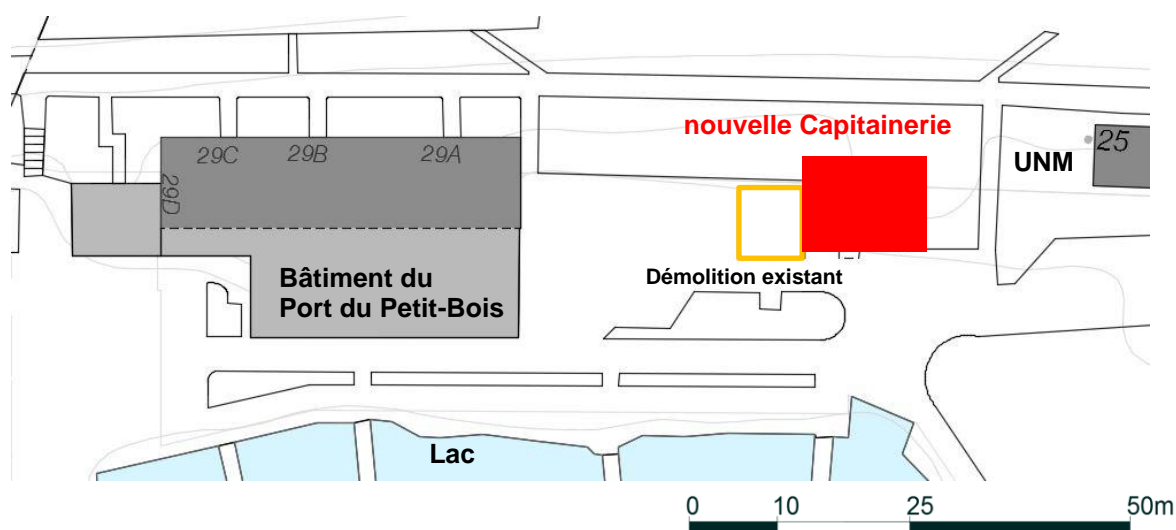 nouvelle Capitainerie
29C 29B 29A
25
UNM
29D
Bâtiment du
Port du Petit-Bois
Démolition existant
Lac
0 10 25 50m